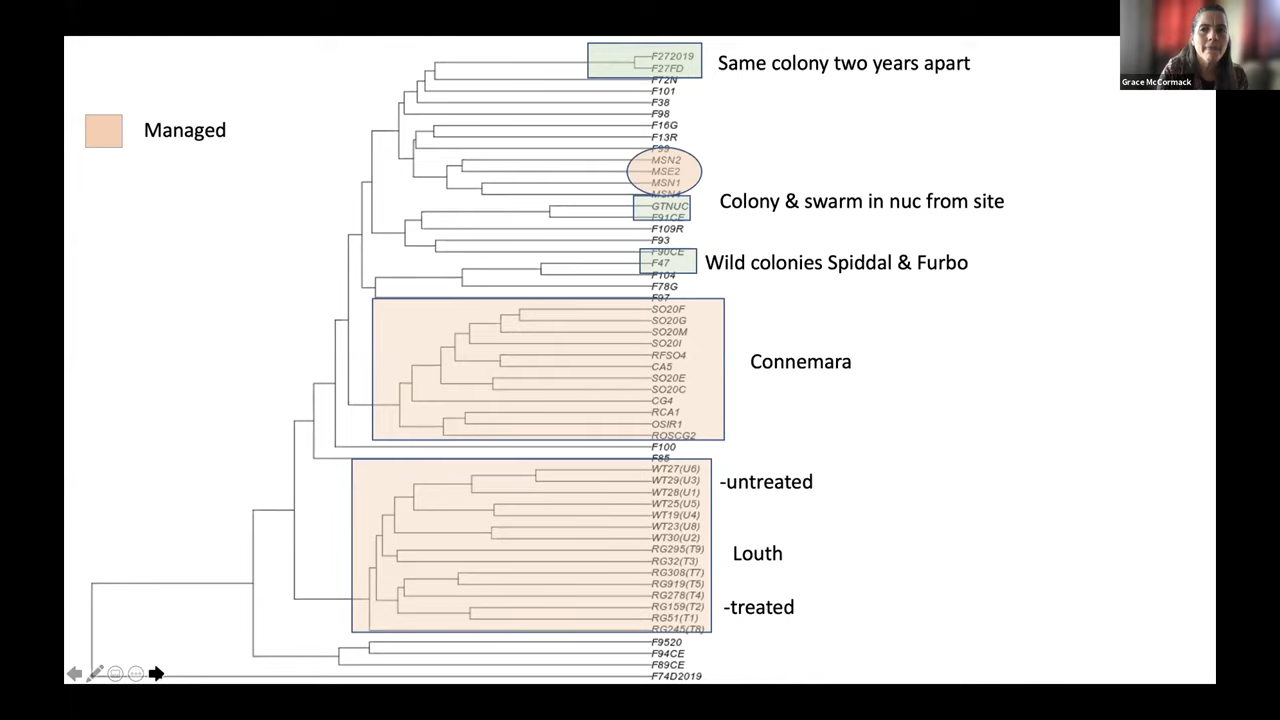 Grace McCormack
F272019
Same colony two years apart
F27FD
F72N
F101
F38
F98
F16G
Managed
F13R
F99
MSN2
MSE2
MSN1
MSN4
Colony & swarm in nuc from site
GTNUC
F91CE
F109R
F93
F90CE
Wild colonies Spiddal & Furbo
F47
F104
F78G
F97
SO20F
SO20G
SO20M
SO20I
RFSO4
Connemara
CA5
SO20E
SO20C
CG4
RCA1
OSIR1
ROSCG2
F100
F85
WT27(U6)
-untreated
WT29(U3)
WT28(U1)
WT25(U5)
WT19(U4)
WT23(U8)
WT30(U2)
RG295(T9)
Louth
RG32(T3)
RG308(T7)
RG919(T5)
RG278(T4)
RG159(T2)
-treated
RG51(T1)
RG245(T8)
F9520
F94CE
F89CE
F74D2019